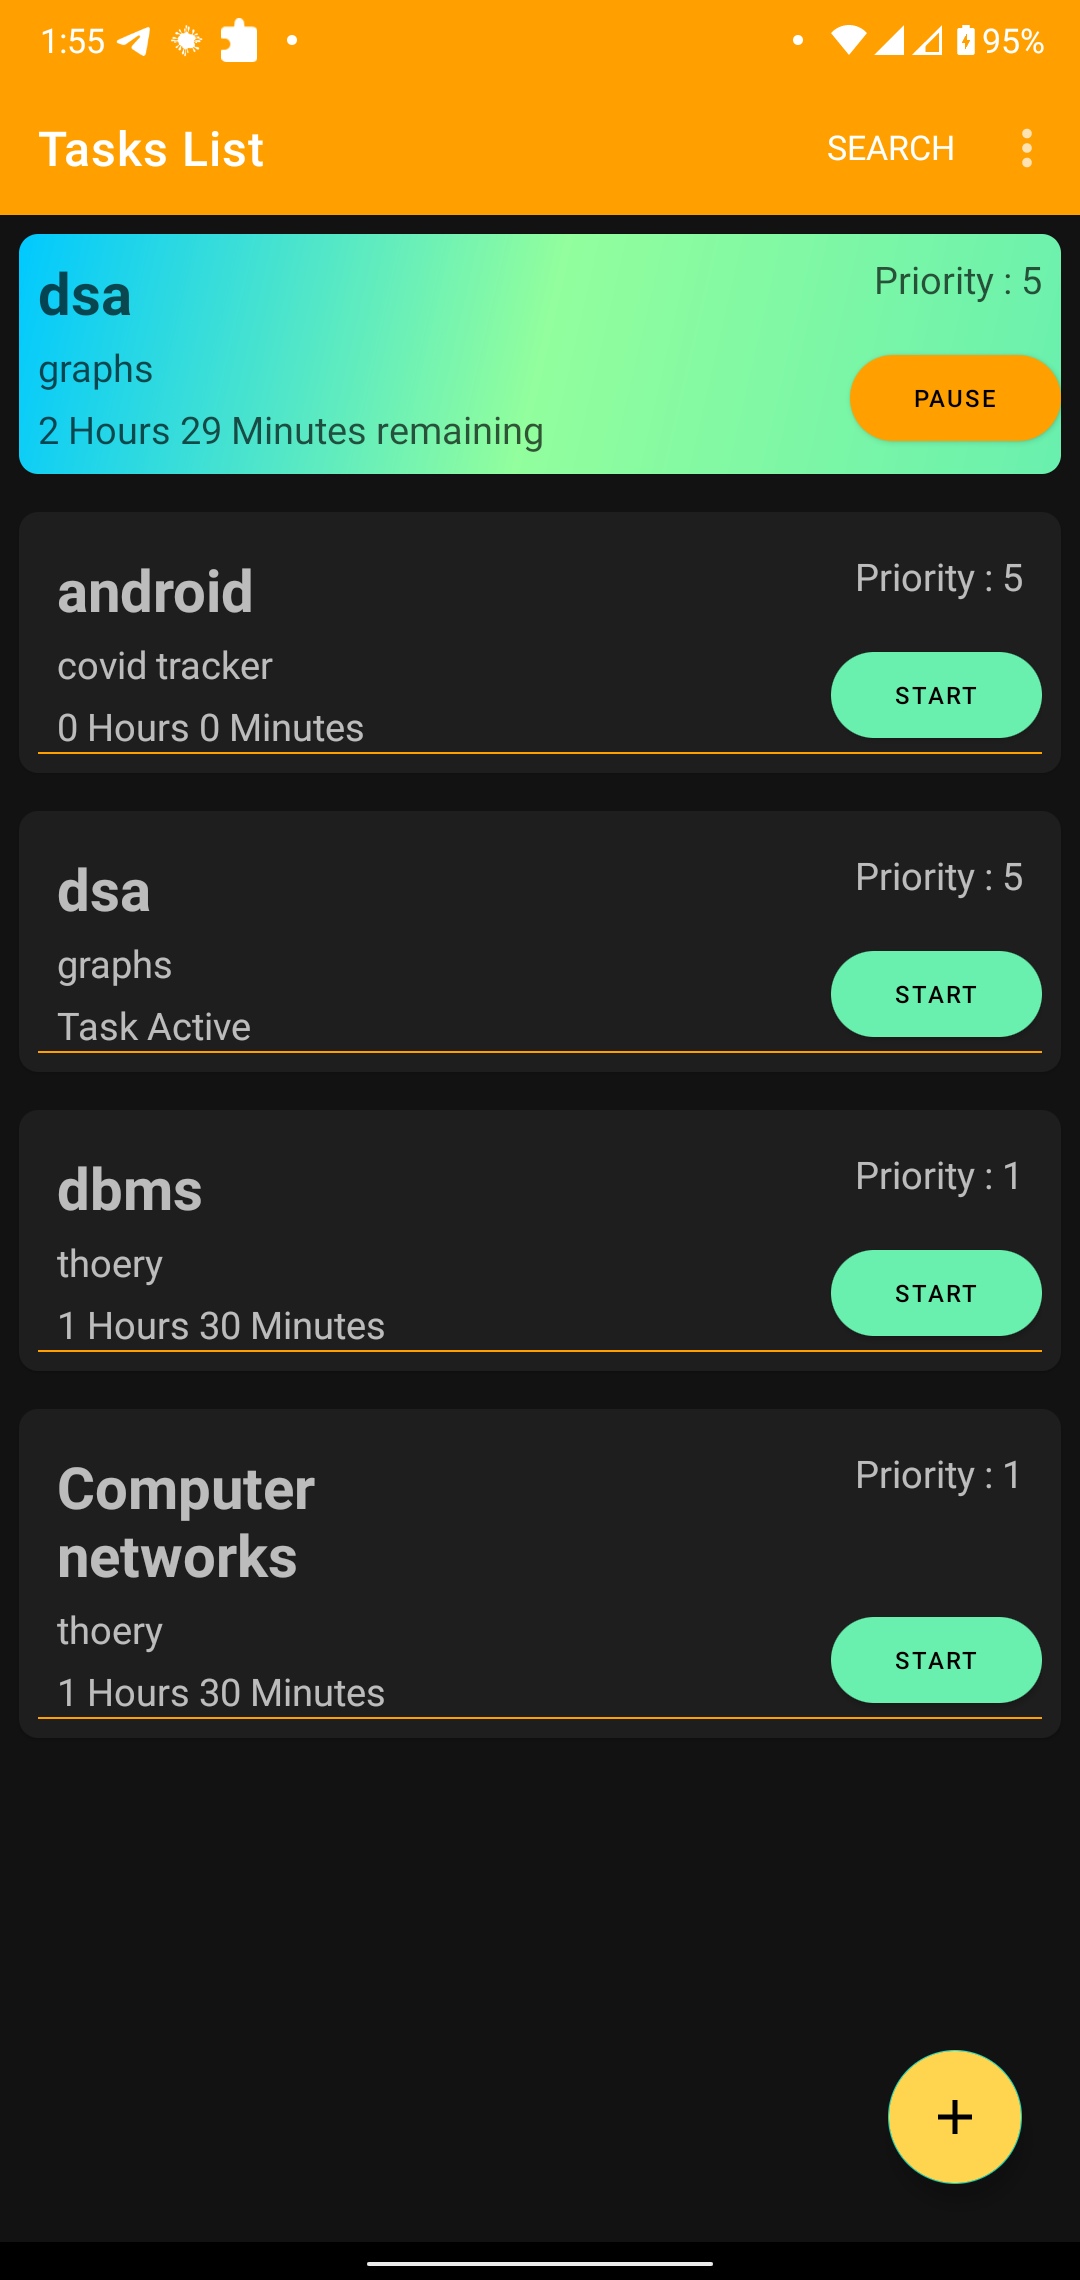 1:55
95%
Tasks List
SEARCH
dsa
Priority : 5
graphs
PAUSE
2 Hours 29 Minutes remaining
android
Priority : 5
covid tracker
START
0 Hours 0 Minutes
dsa
Priority : 5
graphs
START
Task Active
dbms
Priority : 1
thoery
START
1 Hours 30 Minutes
Computer
networks
Priority : 1
thoery
START
1 Hours 30 Minutes